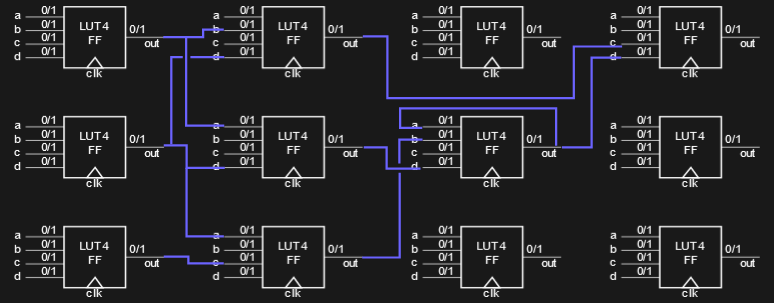 a 0/1 LUT4 0/1 a 0/1 LUT4 0/1 a 0/1 LUT4 0/1 a 0/1 LUT4 0/1
b 0/1 FF out b 0/1 FF out b 0/1 FF out b 0/1 FF out
c 0/1 c 0/1 c 0/1 c 0/1
d 0/1 d 0/1 d 0/1 d 0/1
clk clk clk clk
a 0/1 LUT4 0/1 a 0/1 LUT4 0/1 a 0/1 LUT4 0/1 a 0/1 LUT4 0/1
b 0/1 FF out b 0/1 FF out b 0/1 FF out b 0/1 FF out
c 0/1 c 0/1 c 0/1 c 0/1
d 0/1 d 0/1 d 0/1 d 0/1
clk clk clk clk
a 0/1 LUT4 0/1 a 0/1 LUT4 0/1 a 0/1 LUT4 0/1 a 0/1 LUT4 0/1
b 0/1 FF out b 0/1 FF out b 0/1 FF out b 0/1 FF out
c 0/1 c 0/1 c 0/1 c 0/1
d 0/1 d 0/1 d 0/1 d 0/1
clk clk clk clk